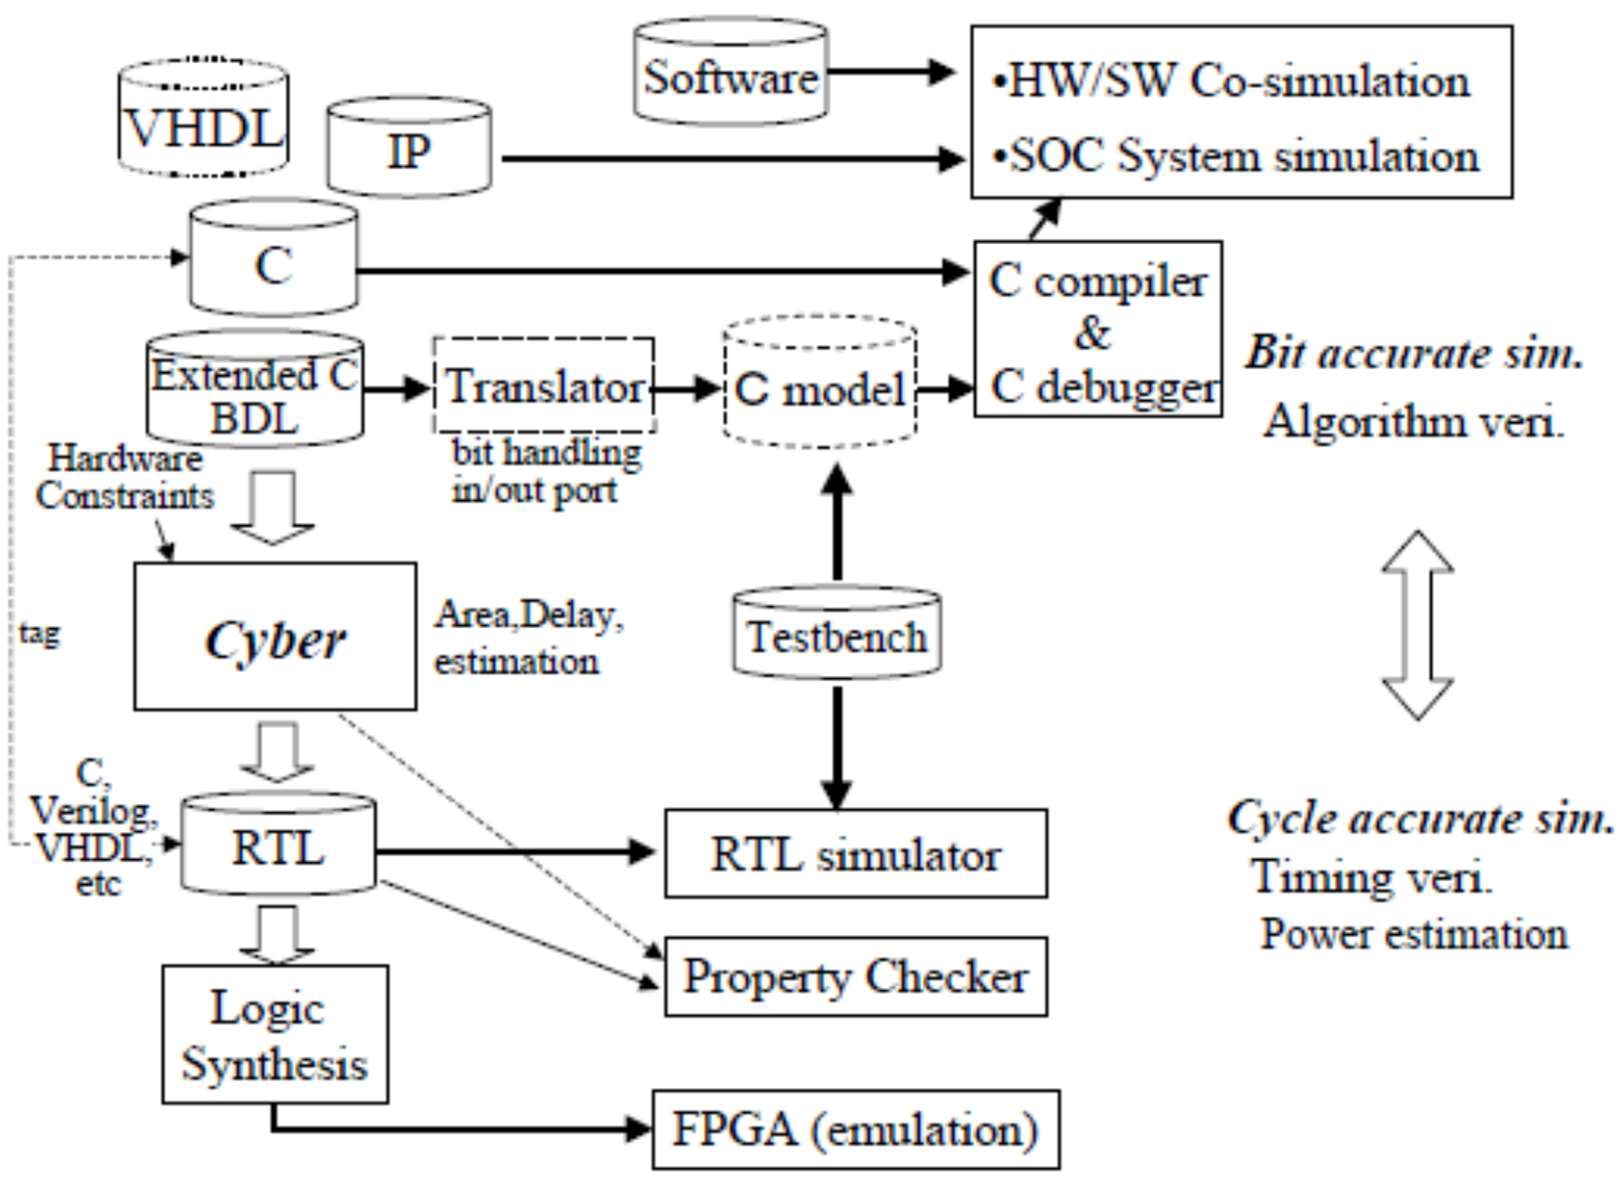 Software
VHDL
IP
•HW/SW Co-simulation
•SOC System simulation
C
C compiler
&
C debugger
Extended C
BDL
Translator
bit handling
in/out port
C model
Bit accurate sim.
Algorithm veri.
Hardware
Constraints
Cyber
Area,Delay,
estimation
Testbench
tag
C,
Verilog,
VHDL,
etc
RTL
RTL simulator
Cycle accurate sim.
Timing veri.
Power estimation
Property Checker
Logic
Synthesis
FPGA (emulation)